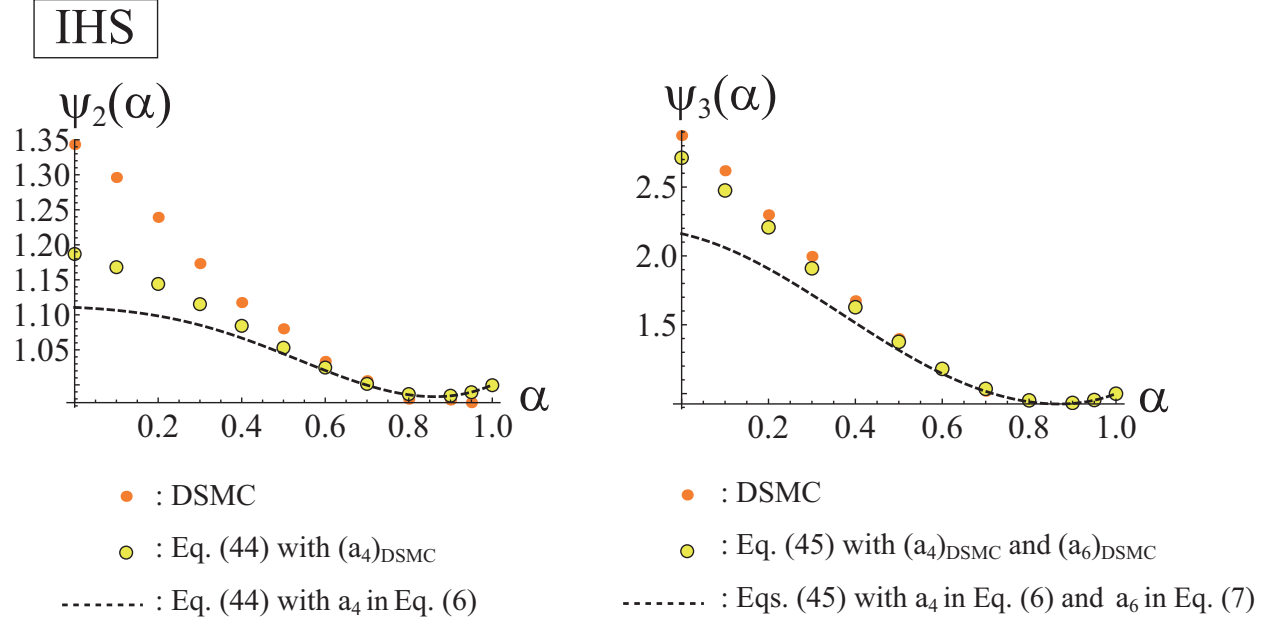 IHS
ψ₂(α)
1.35
1.30
1.25
1.20
1.15
1.10
1.05
0.2 0.4 0.6 0.8 1.0 α
: DSMC
: Eq. (44) with (a₄)DSMC
: Eq. (44) with a₄ in Eq. (6)
ψ₃(α)
2.5
2.0
1.5
0.2 0.4 0.6 0.8 1.0 α
: DSMC
: Eq. (45) with (a₄)DSMC and (a₆)DSMC
: Eqs. (45) with a₄ in Eq. (6) and a₆ in Eq. (7)